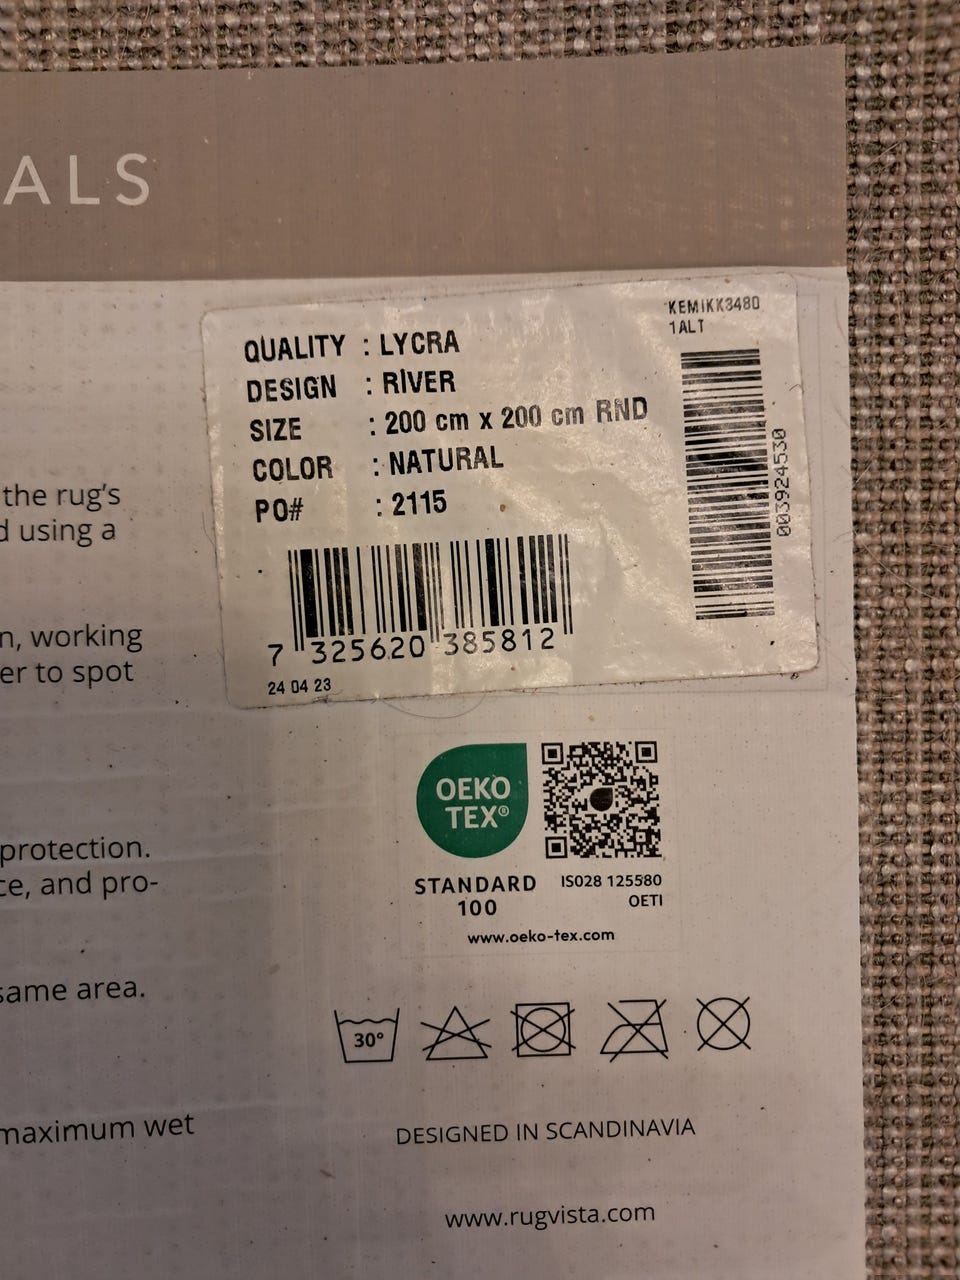 ALS
KEMIKK3480
1ALT
QUALITY : LYCRA
DESIGN : RIVER
SIZE : 200 cm x 200 cm RND
COLOR : NATURAL
PO# : 2115
003924530
7 325620 385812
24 04 23
the rug's
d using a
n, working
er to spot
protection.
ce, and pro-
same area.
maximum wet
OEKO
TEX®
STANDARD
100
IS028 125580
OETI
www.oeko-tex.com
30°
DESIGNED IN SCANDINAVIA
www.rugvista.com